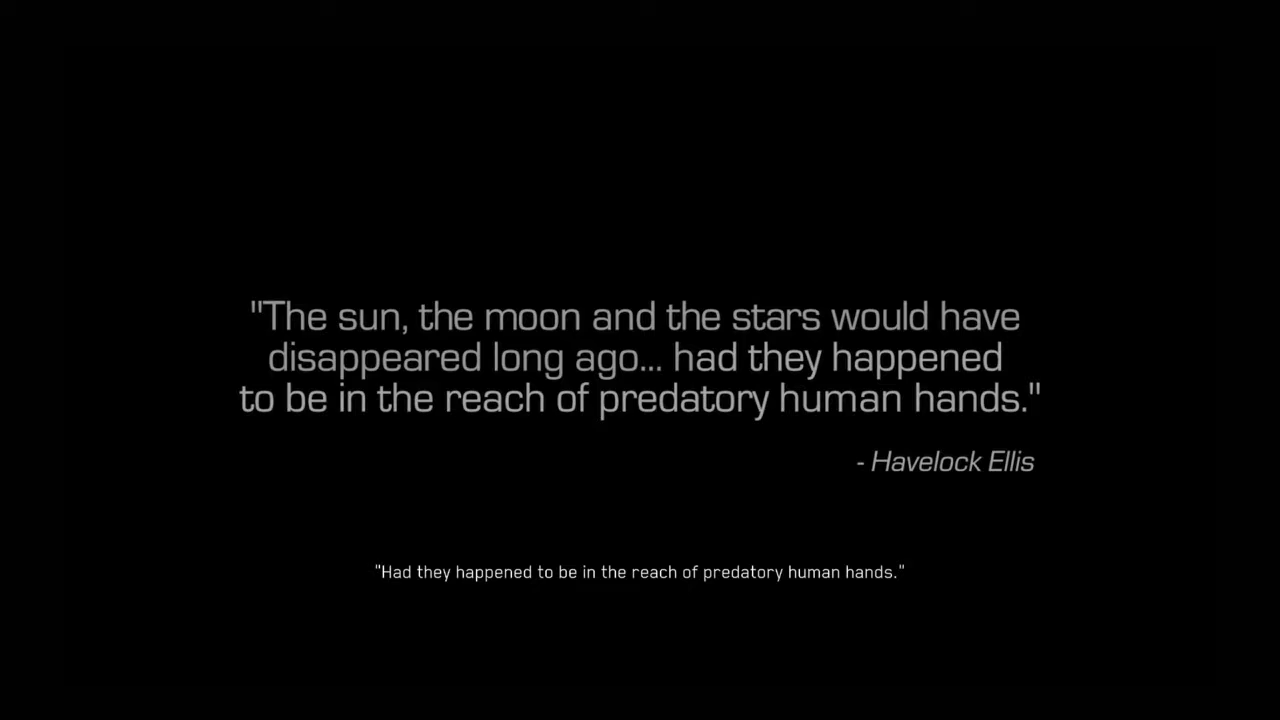 "The sun, the moon and the stars would have
disappeared long ago... had they happened
to be in the reach of predatory human hands."
- Havelock Ellis
"Had they happened to be in the reach of predatory human hands."